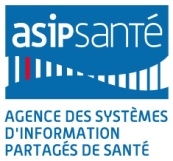 asipsanté
AGENCE DES SYSTÈMES
D'INFORMATION
PARTAGÉS DE SANTÉ